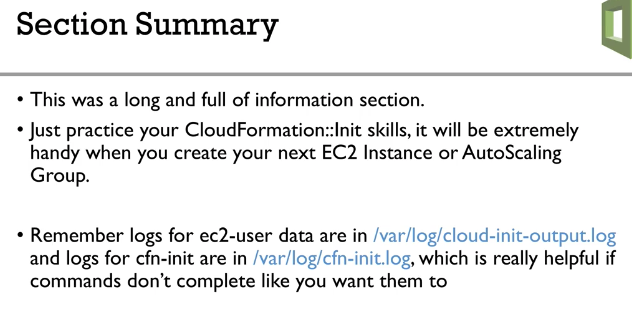 Section Summary
• This was a long and full of information section.
• Just practice your CloudFormation::Init skills, it will be extremely
handy when you create your next EC2 Instance or AutoScaling
Group.
• Remember logs for ec2-user data are in /var/log/cloud-init-output.log
and logs for cfn-init are in /var/log/cfn-init.log, which is really helpful if
commands don't complete like you want them to